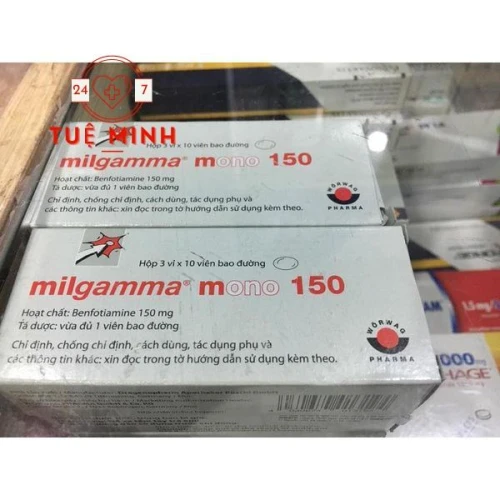 24 7
TUỆ MINH
Hộp 3 vỉ x 10 viên bao đường
milgamma® mono 150
Hoạt chất: Benfotiamine 150 mg
Tá dược: vừa đủ 1 viên bao đường
Chỉ định, chống chỉ định, cách dùng, tác dụng phụ và
các thông tin khác: xin đọc trong tờ hướng dẫn sử dụng kèm theo.
WÖRWAG
PHARMA
Hộp 3 vỉ x 10 viên bao đường
milgamma® mono 150
Hoạt chất: Benfotiamine 150 mg
Tá dược: vừa đủ 1 viên bao đường
Chỉ định, chống chỉ định, cách dùng, tác dụng phụ và
các thông tin khác: xin đọc trong tờ hướng dẫn sử dụng kèm theo.
WÖRWAG
PHARMA